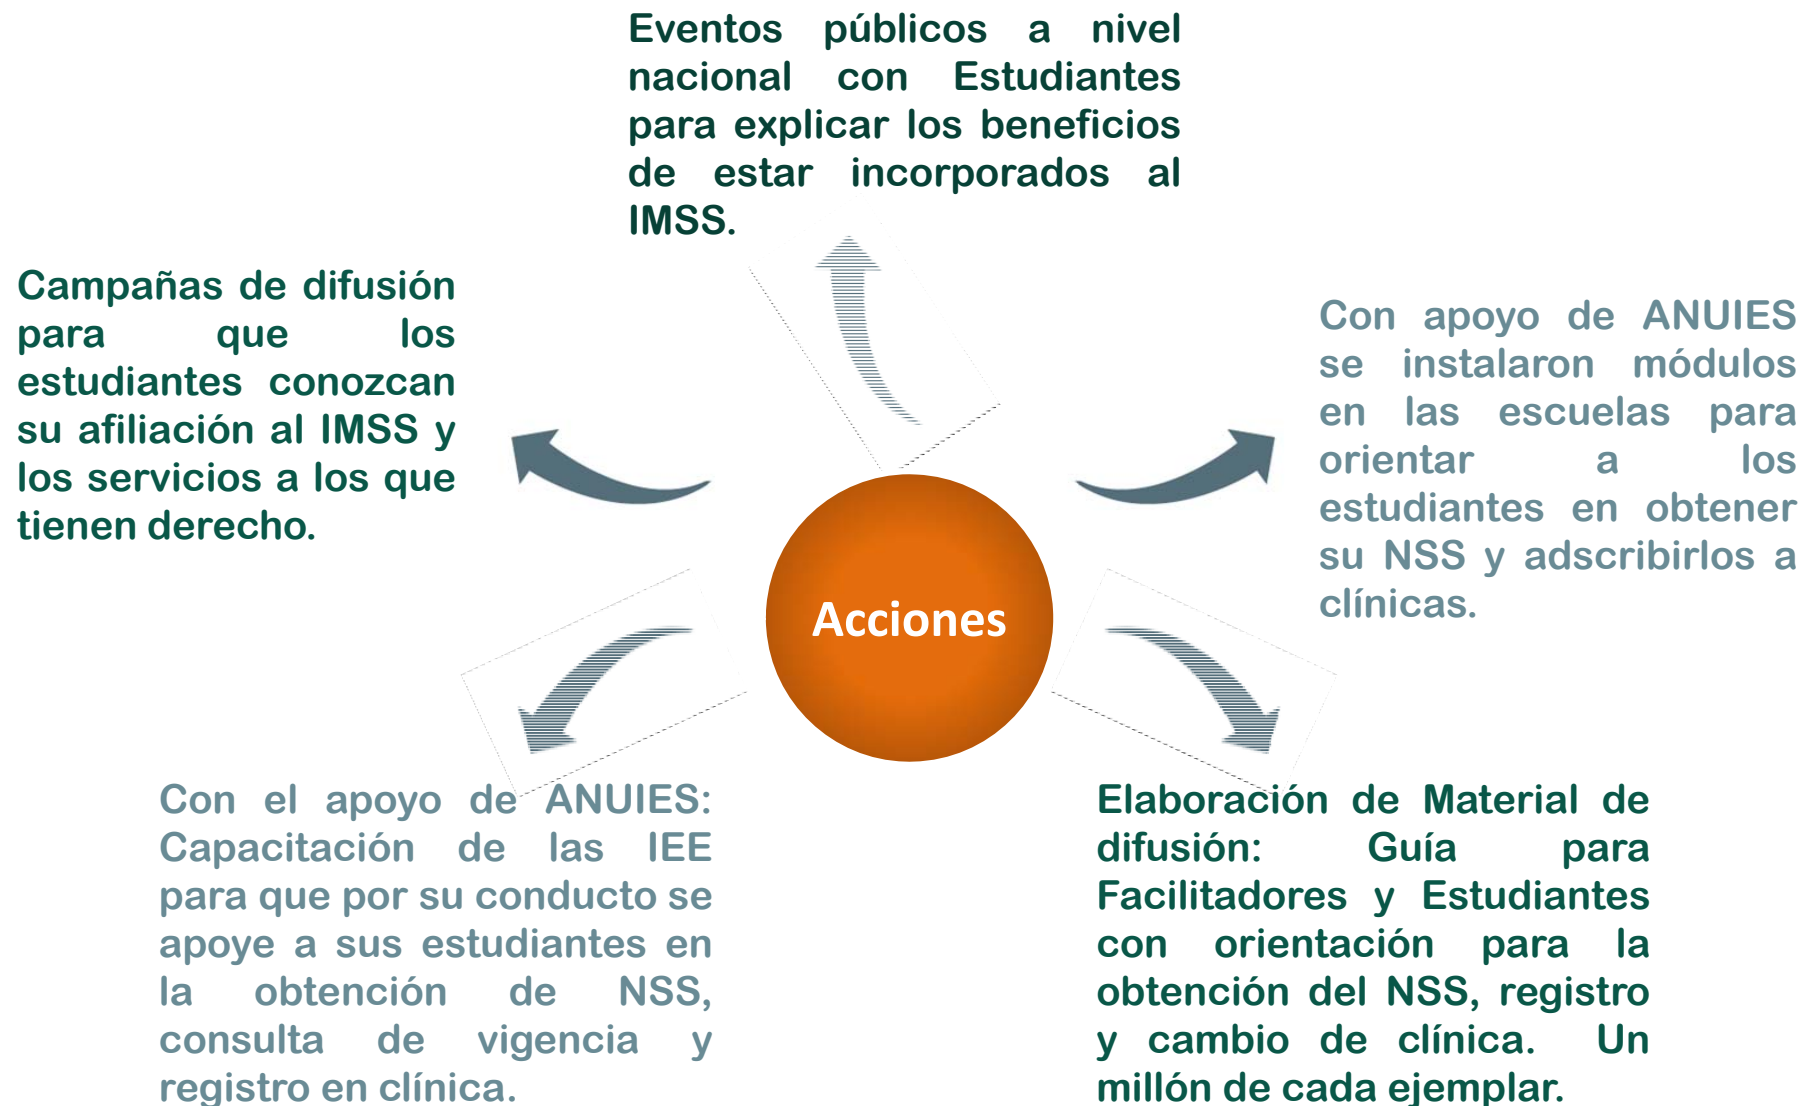 Eventos públicos a nivel
nacional con Estudiantes
para explicar los beneficios
de estar incorporados al
IMSS.
Campañas de difusión
para que los
estudiantes conozcan
su afiliación al IMSS y
los servicios a los que
tienen derecho.
Con apoyo de ANUIES
se instalaron módulos
en las escuelas para
orientar a los
estudiantes en obtener
su NSS y adscribirlos a
clínicas.
Acciones
Con el apoyo de ANUIES:
Capacitación de las IEE
para que por su conducto se
apoye a sus estudiantes en
la obtención de NSS,
consulta de vigencia y
registro en clínica.
Elaboración de Material de
difusión: Guía para
Facilitadores y Estudiantes
con orientación para la
obtención del NSS, registro
y cambio de clínica. Un
millón de cada ejemplar.